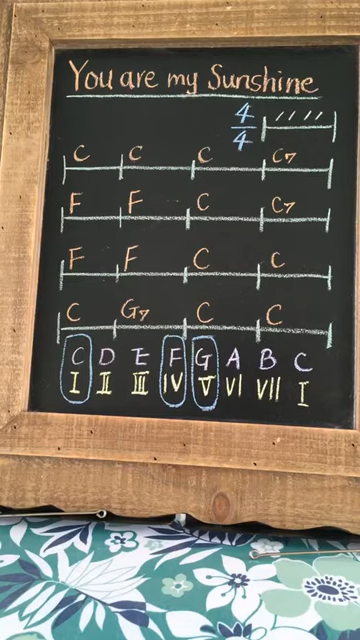 You are my Sunshine
4/4 ////
C C C C7
F F C C7
F F C C
C G7 C C
C D E F G A B C
I II III IV V VI VII I